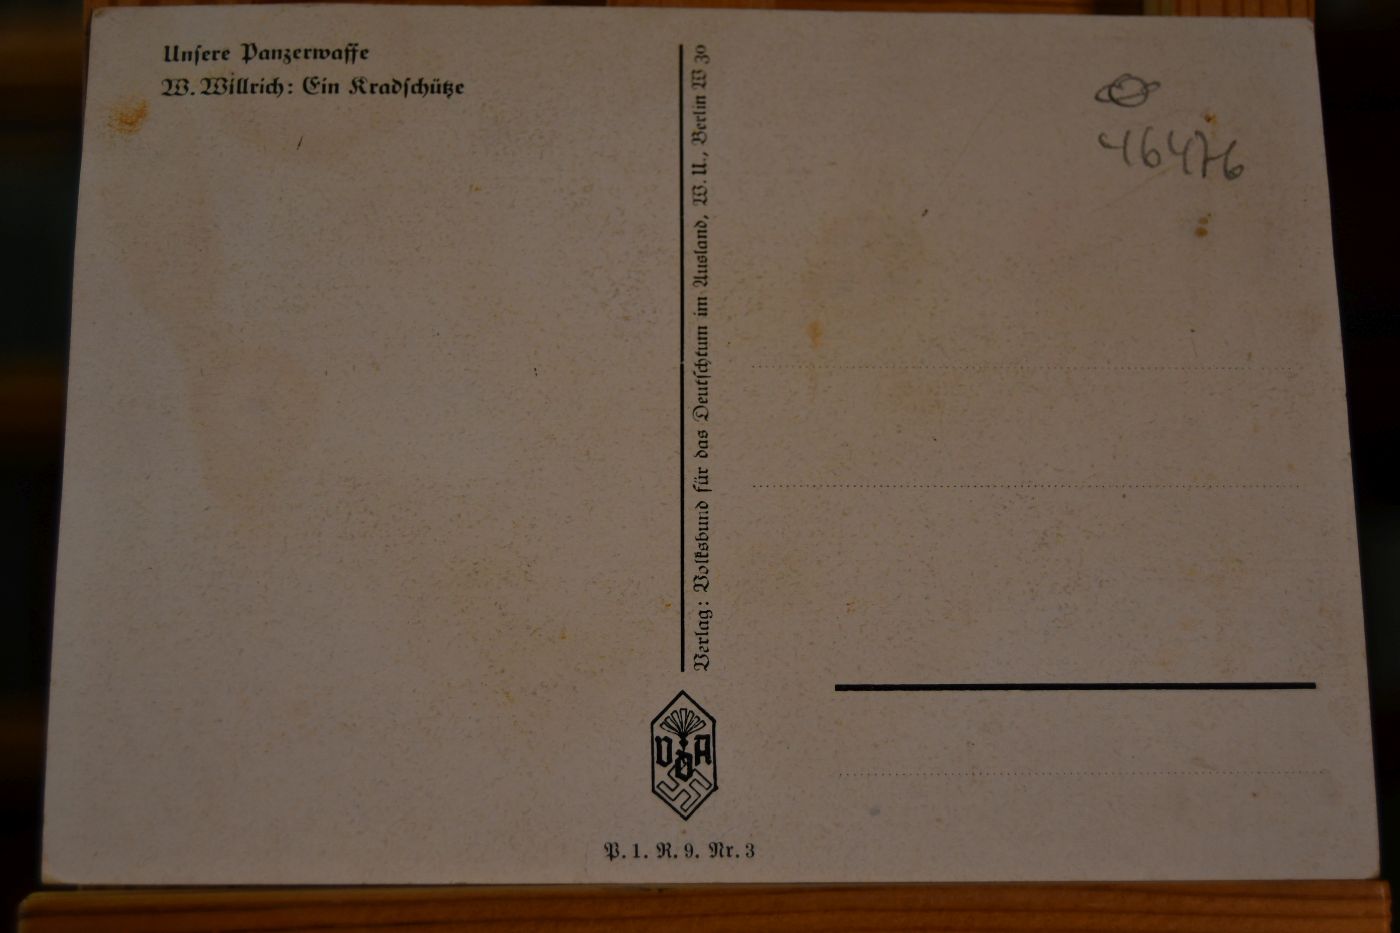 Unsere Panzerwaffe
W. Willrich: Ein Kradschütze
Verlag: Volksbund für das Deutschtum im Ausland, W. U., Berlin W 30
46476
VDA
P. 1. R. 9. Nr. 3